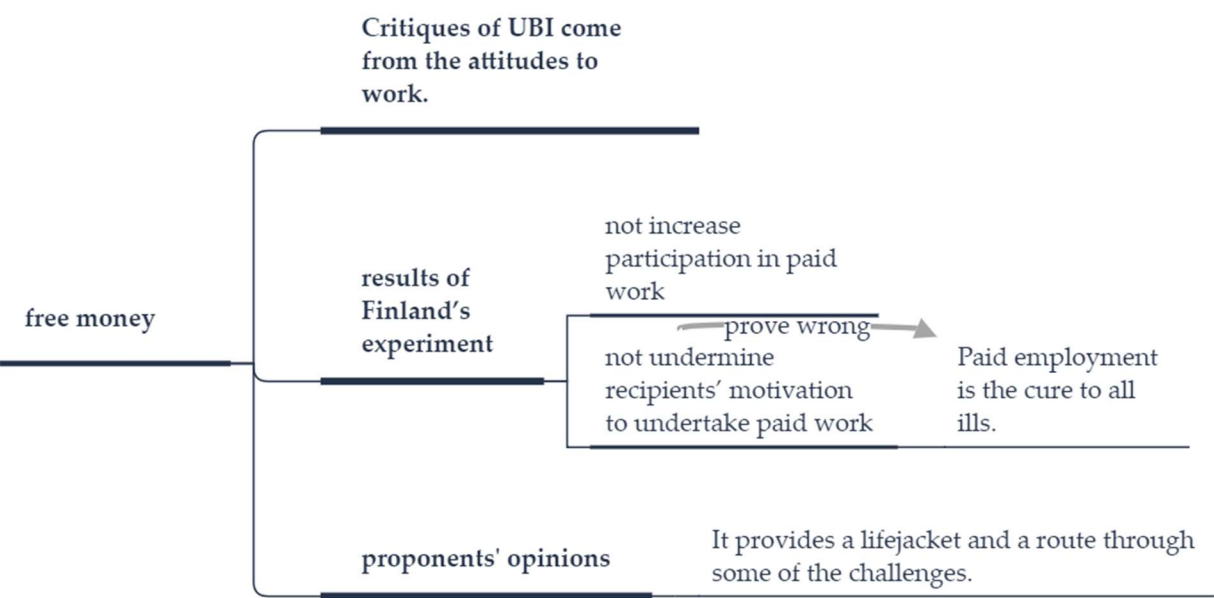 Critiques of UBI come
from the attitudes to
work.
free money
results of
Finland’s
experiment
not increase
participation in paid
work
prove wrong
not undermine
recipients’ motivation
to undertake paid work
Paid employment
is the cure to all
ills.
proponents' opinions
It provides a lifejacket and a route through
some of the challenges.